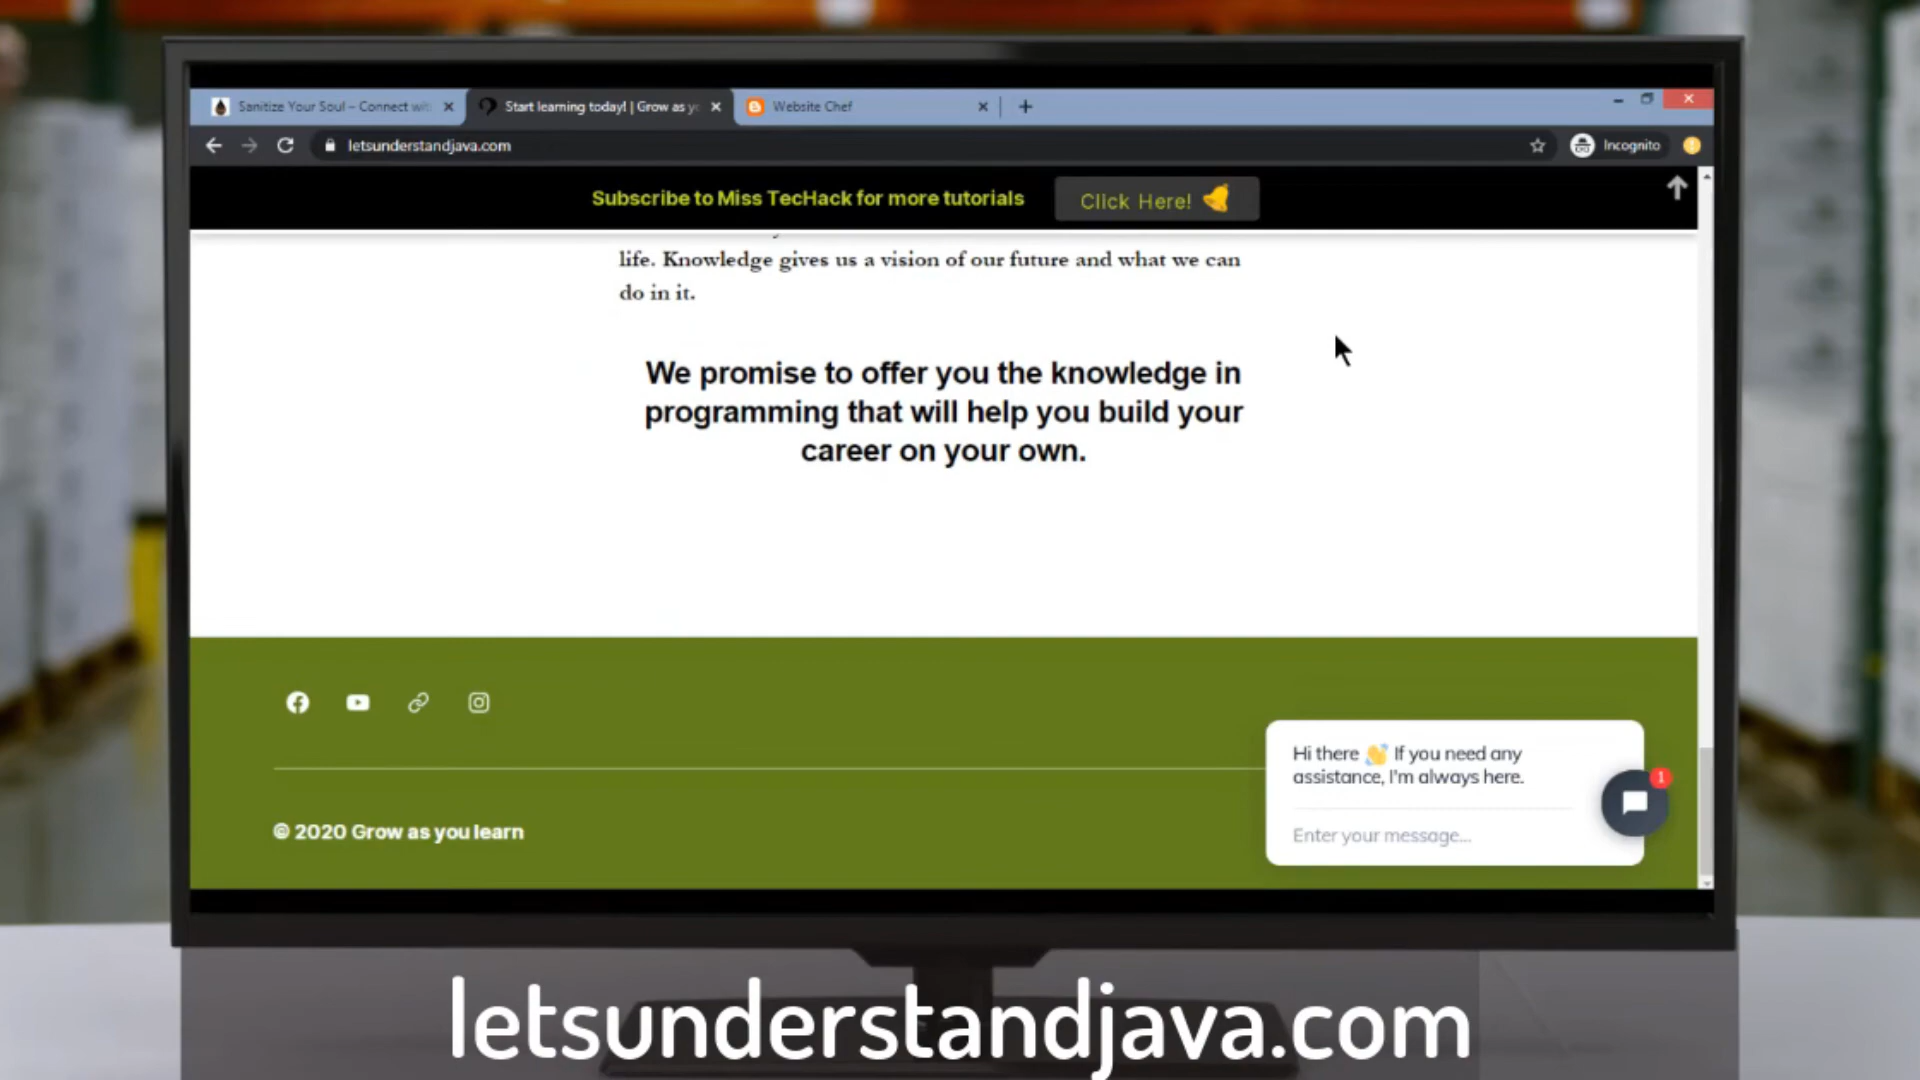 Sanitize Your Soul – Connect wit
Start learning today! | Grow as yo
Website Chef
letsunderstandjava.com
Incognito
Subscribe to Miss TecHack for more tutorials
Click Here!
life. Knowledge gives us a vision of our future and what we can
do in it.
We promise to offer you the knowledge in
programming that will help you build your
career on your own.
Hi there 👋 If you need any
assistance, I'm always here.
1
Enter your message...
© 2020 Grow as you learn
letsunderstandjava.com